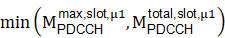 min(M_PDCCH^max,slot,μ1, M_PDCCH^total,slot,μ1)